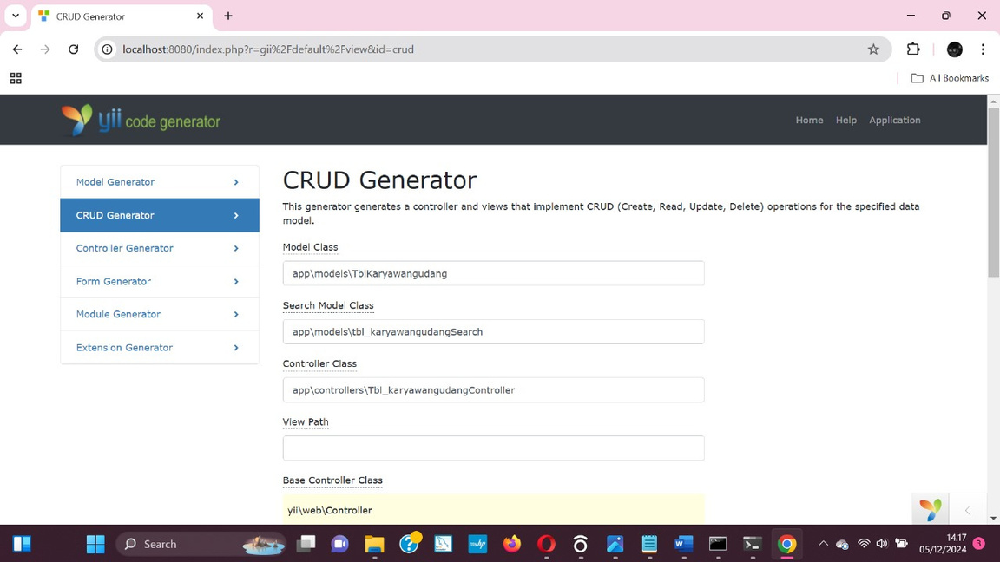 CRUD Generator
localhost:8080/index.php?r=gii%2Fdefault%2Fview&id=crud
All Bookmarks
yii code generator
Home Help Application
Model Generator
CRUD Generator
Controller Generator
Form Generator
Module Generator
Extension Generator
CRUD Generator
This generator generates a controller and views that implement CRUD (Create, Read, Update, Delete) operations for the specified data
model.
Model Class
app\models\TblKaryawangudang
Search Model Class
app\models\tbl_karyawangudangSearch
Controller Class
app\controllers\Tbl_karyawangudangController
View Path
Base Controller Class
yii\web\Controller
Search
myhp
14.17
05/12/2024
3